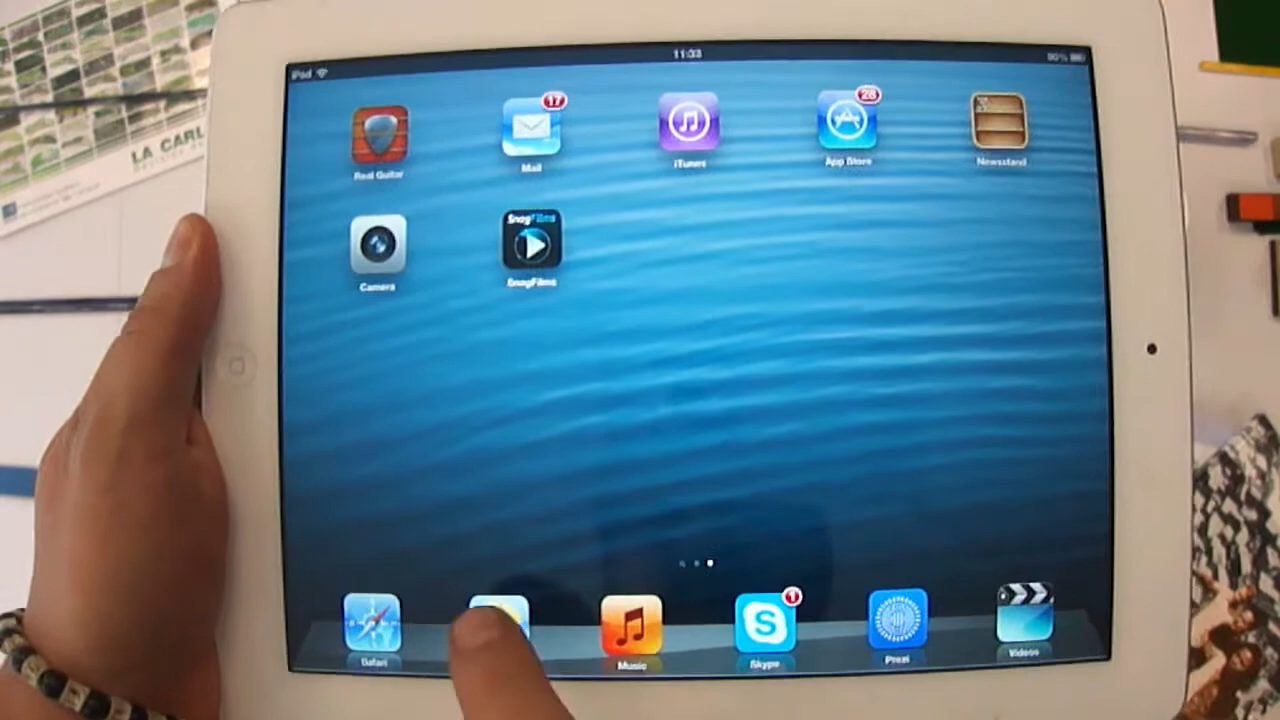 LA CARL
iPad
11:33
90%
Real Guitar
17
Mail
iTunes
28
App Store
Newsstand
Camera
SnagFilms
SnagFilms
Safari
Music
1
Skype
Prezi
Videos